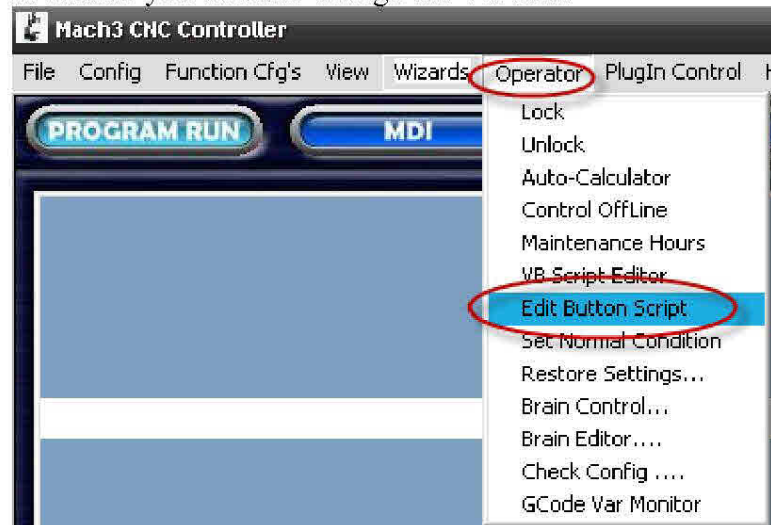 Mach3 CNC Controller
File Config Function Cfg's View Wizards Operator PlugIn Control
PROGRAM RUN MDI
Lock
Unlock
Auto-Calculator
Control OffLine
Maintenance Hours
VB Script Editor
Edit Button Script
Set Normal Condition
Restore Settings...
Brain Control...
Brain Editor....
Check Config ....
GCode Var Monitor